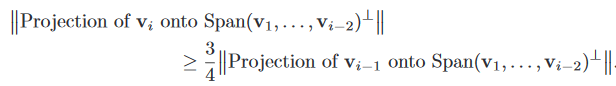 ‖Projection of v_i onto Span(v_1, …, v_{i−2})^⊥‖
≥ 3/4 ‖Projection of v_{i−1} onto Span(v_1, …, v_{i−2})^⊥‖.